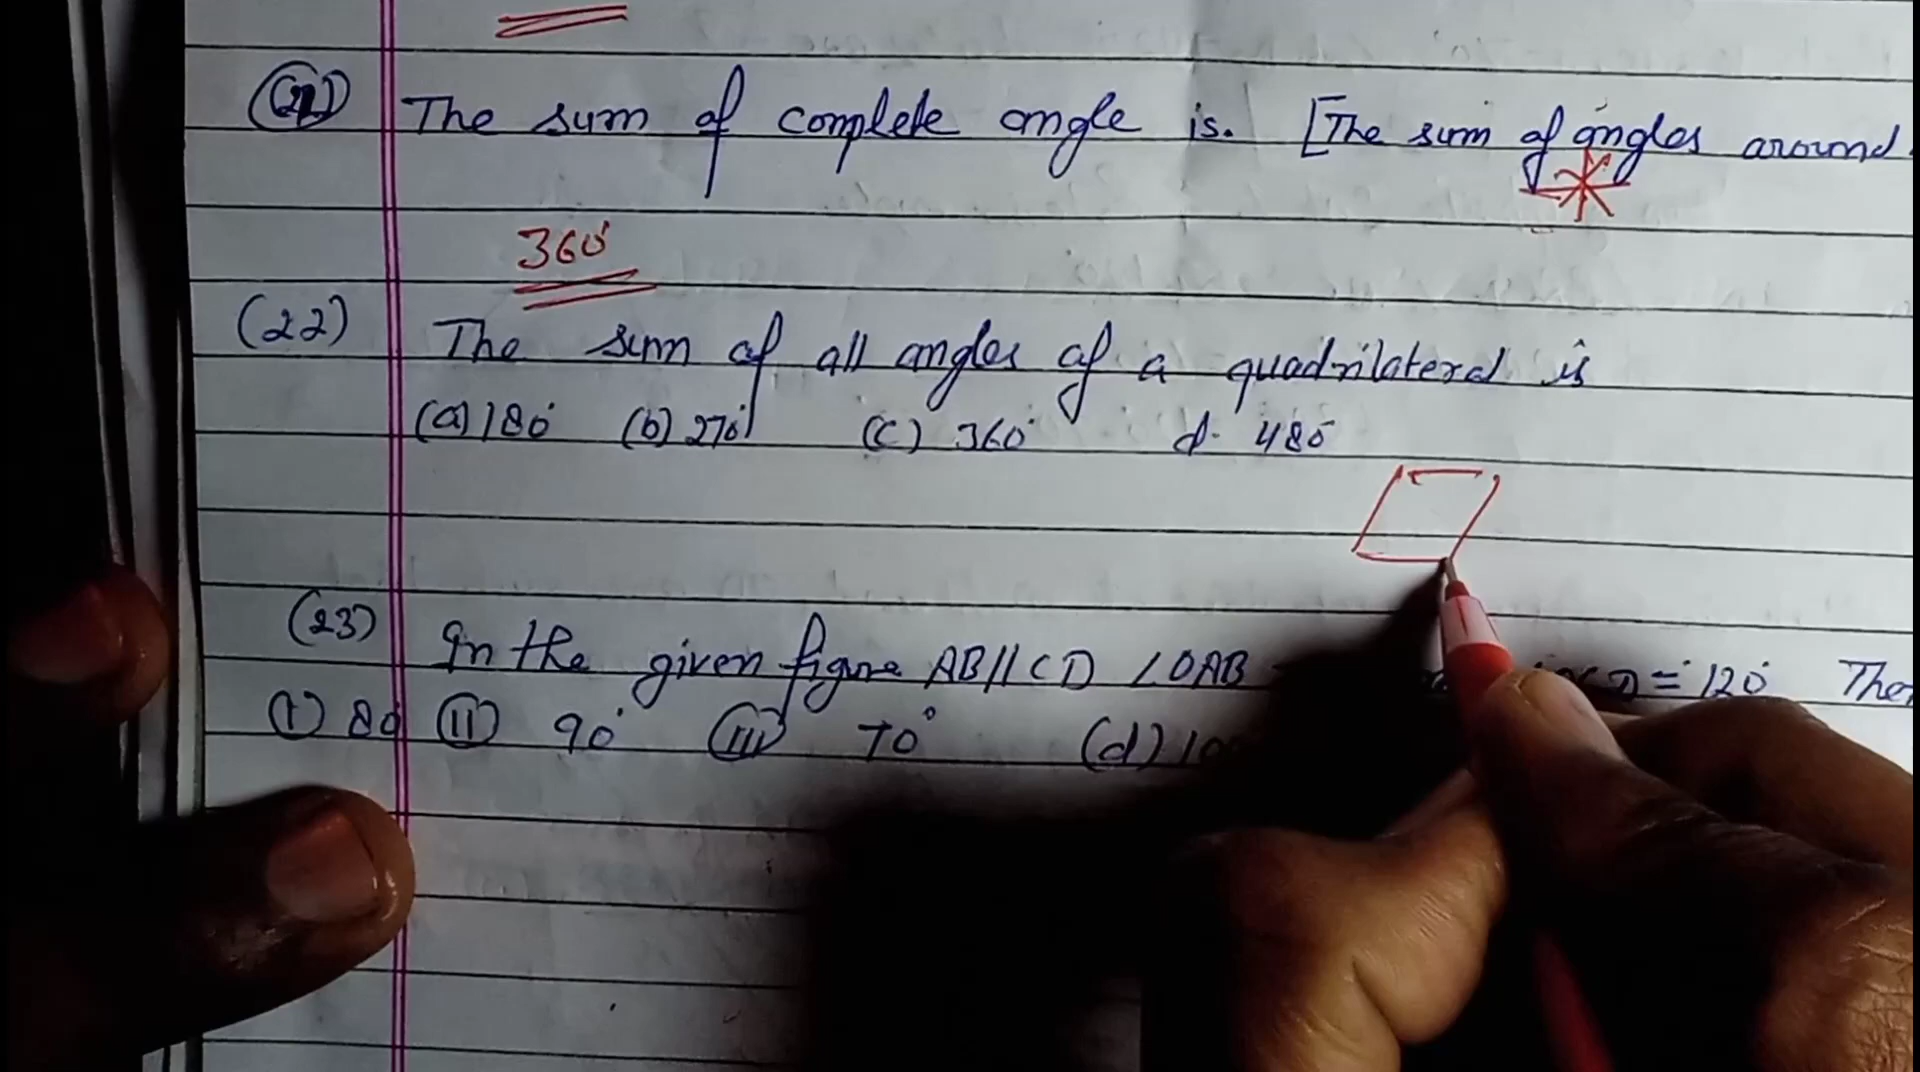 (21) The sum of complete angle is. [The sum of angles around
360°
(22) The sum of all angles of a quadrilateral is
(a) 180° (b) 270° (c) 360° d. 480°
(23) In the given figure AB//CD ∠OAB = 120° The
(i) 80 (ii) 90° (iii) 70° (d)